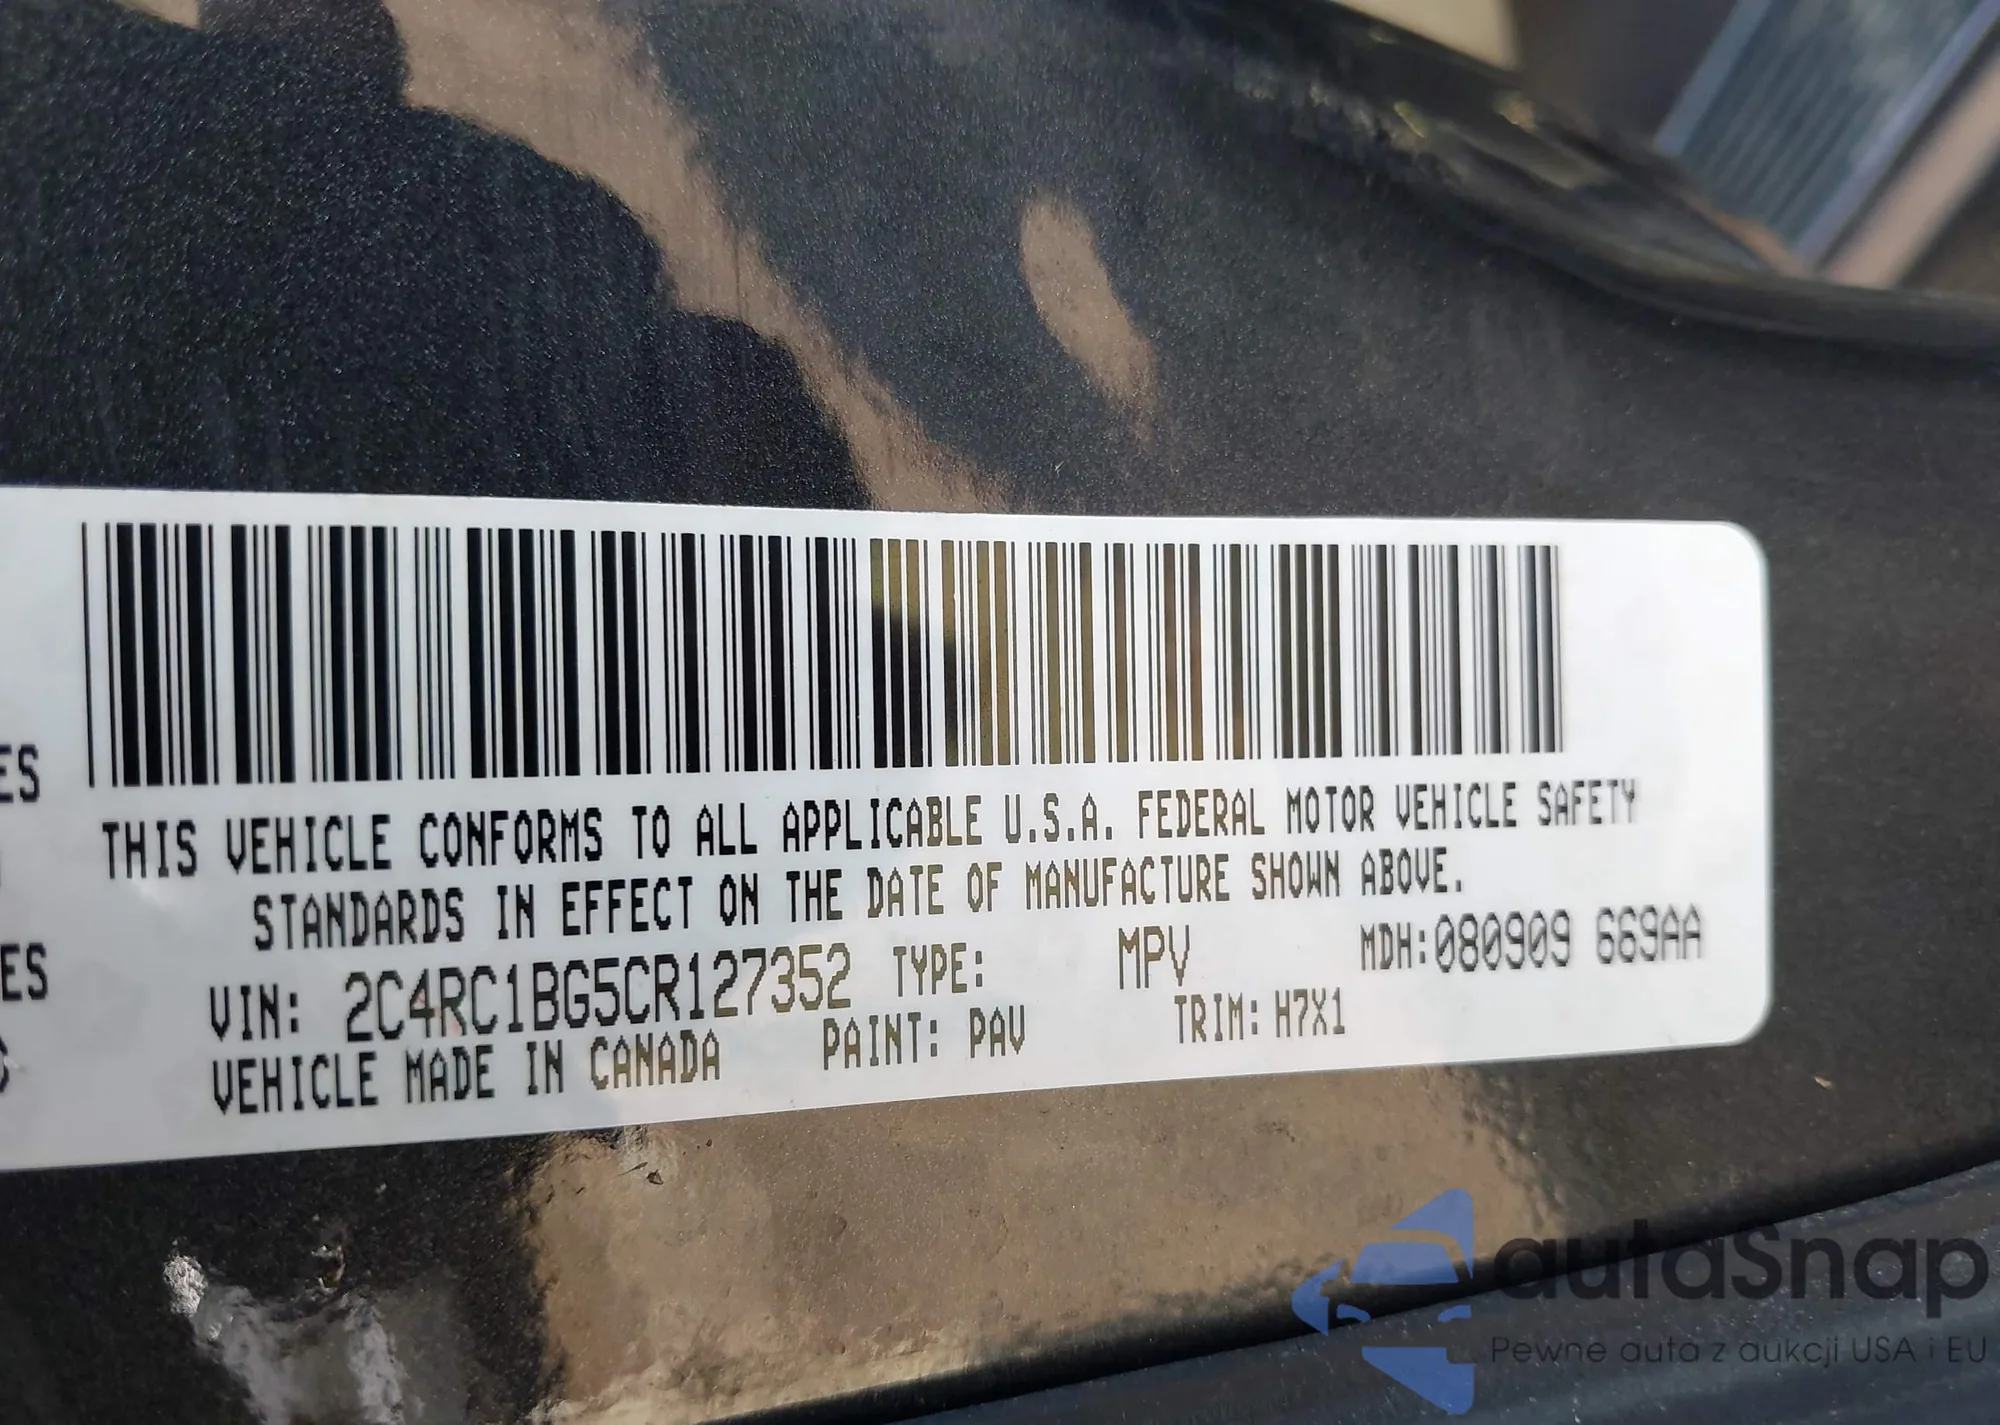 ES
THIS VEHICLE CONFORMS TO ALL APPLICABLE U.S.A. FEDERAL MOTOR VEHICLE SAFETY
STANDARDS IN EFFECT ON THE DATE OF MANUFACTURE SHOWN ABOVE.
ES
VIN: 2C4RC1BG5CR127352 TYPE: MPV MDH:080909 669AA
VEHICLE MADE IN CANADA PAINT: PAV TRIM: H7X1
autaSnap
Pewne auta z aukcji USA i EU